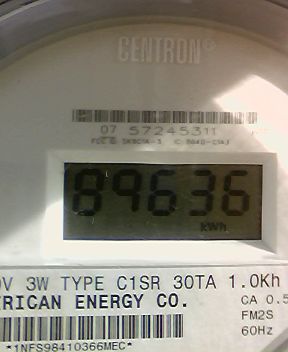 CENTRON®
07 57245311
89636
kWh
V 3W TYPE C1SR 30TA 1.0Kh
ERICAN ENERGY CO.
CA 0.5
FM2S
60Hz
*1NFS98410366MEC*